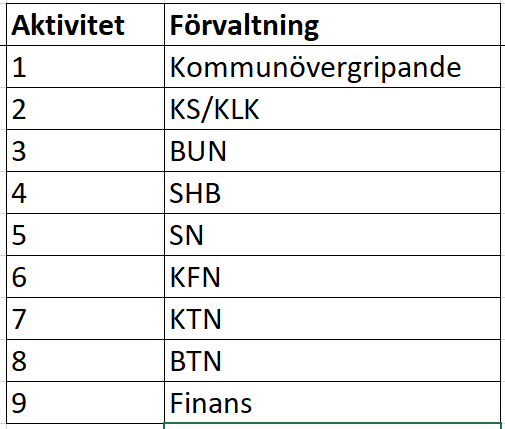 Aktivitet Förvaltning
1 Kommunövergripande
2 KS/KLK
3 BUN
4 SHB
5 SN
6 KFN
7 KTN
8 BTN
9 Finans